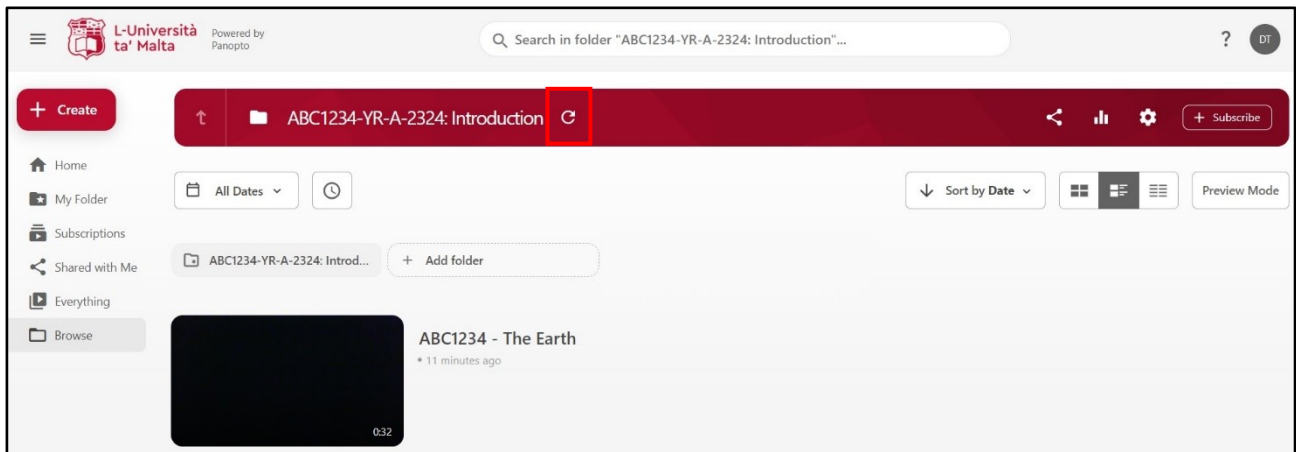 L-Università
ta' Malta
Powered by
Panopto
Search in folder "ABC1234-YR-A-2324: Introduction"...
?
DT
+ Create
ABC1234-YR-A-2324: Introduction
+ Subscribe
Home
My Folder
Subscriptions
Shared with Me
Everything
Browse
All Dates
Sort by Date
Preview Mode
ABC1234-YR-A-2324: Introd...
+ Add folder
ABC1234 - The Earth
• 11 minutes ago
0:32